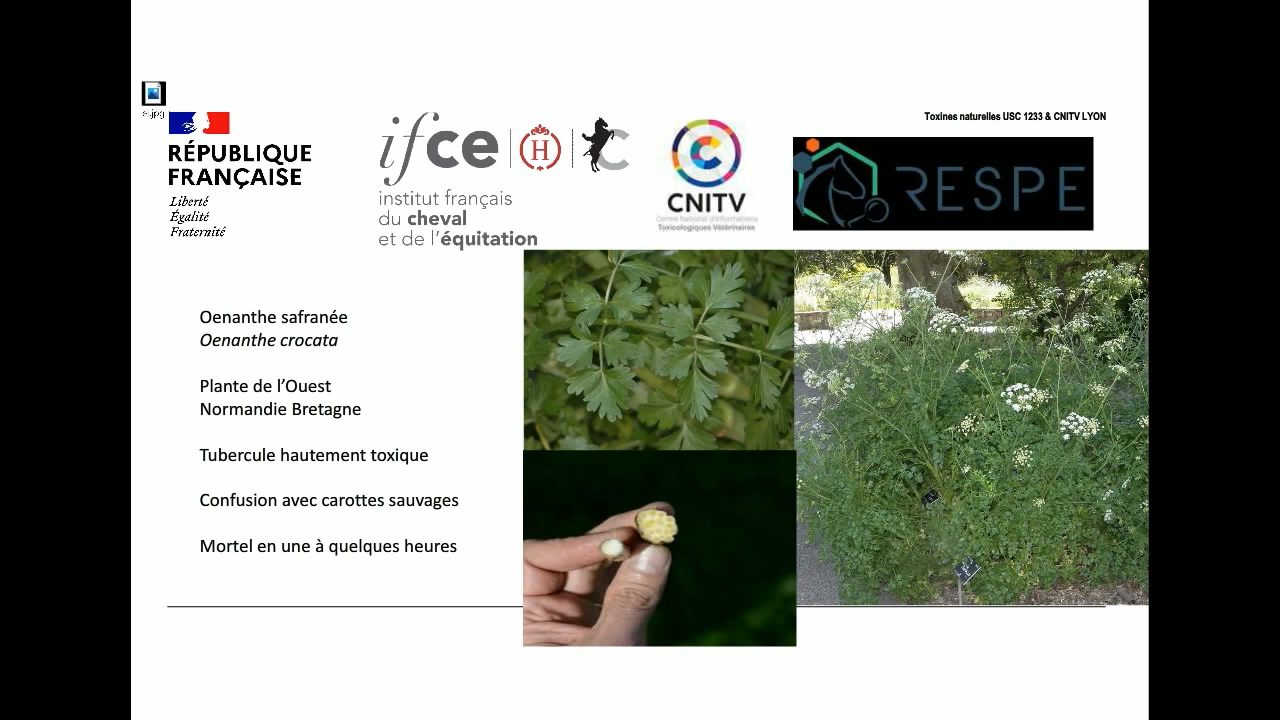 Toxines naturelles USC 1233 & CNITV LYON
RÉPUBLIQUE
FRANÇAISE
Liberté
Égalité
Fraternité
ifce
H
institut français
du cheval
et de l'équitation
C
CNITV
Centre National d'Informations
Toxicologiques Vétérinaires
RESPE
Oenanthe safranée
Oenanthe crocata
Plante de l’Ouest
Normandie Bretagne
Tubercule hautement toxique
Confusion avec carottes sauvages
Mortel en une à quelques heures